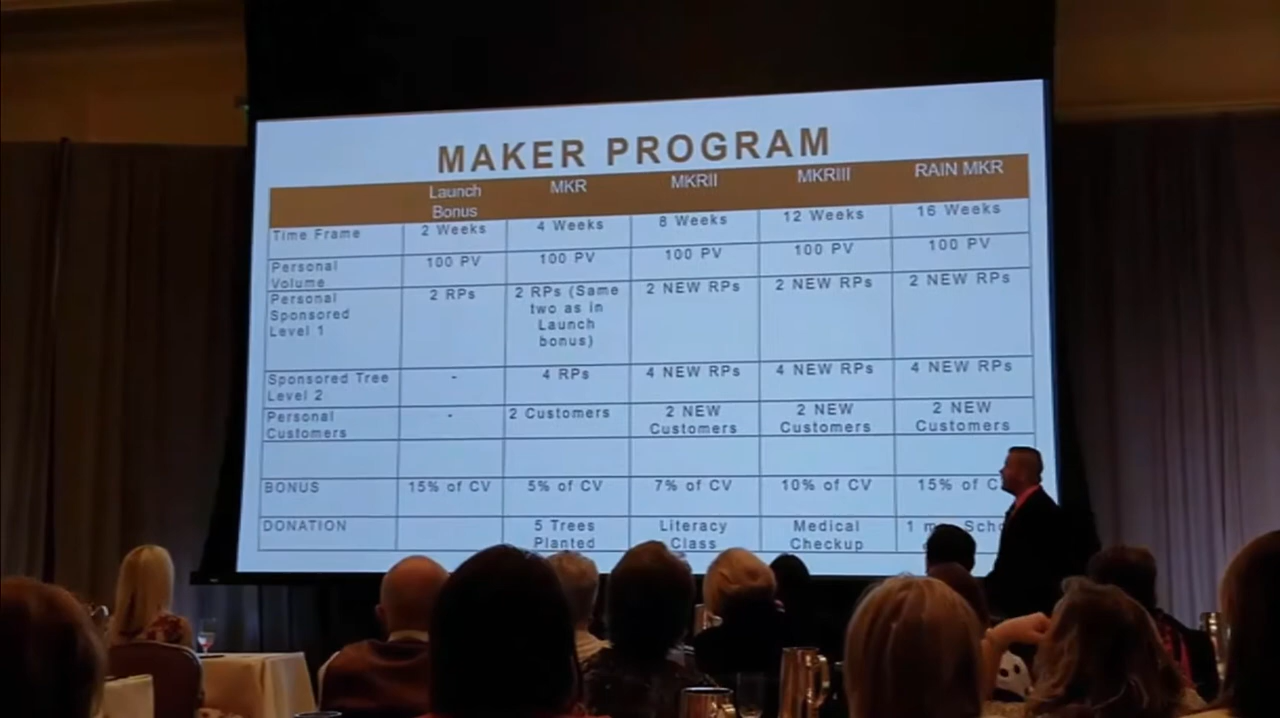 MAKER PROGRAM
Launch Bonus MKR MKRII MKRIII RAIN MKR
Time Frame 2 Weeks 4 Weeks 8 Weeks 12 Weeks 16 Weeks
Personal Volume 100 PV 100 PV 100 PV 100 PV 100 PV
Personal Sponsored Level 1 2 RPs 2 RPs (Same two as in Launch bonus) 2 NEW RPs 2 NEW RPs 2 NEW RPs
Sponsored Tree Level 2 - 4 RPs 4 NEW RPs 4 NEW RPs 4 NEW RPs
Personal Customers - 2 Customers 2 NEW Customers 2 NEW Customers 2 NEW Customers
BONUS 15% of CV 5% of CV 7% of CV 10% of CV 15% of
DONATION 5 Trees Planted Literacy Class Medical Checkup 1